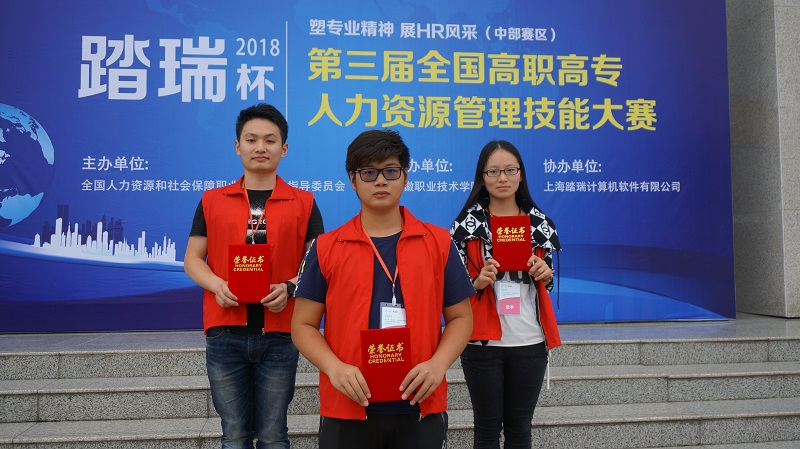 塑专业精神 展HR风采（中部赛区）
踏瑞杯
2018
第三届全国高职高专
人力资源管理技能大赛
主办单位:
全国人力资源和社会保障职业
指导委员会
徽职业技术学院
协办单位:
上海踏瑞计算机软件有限公司
荣誉证书
HONORARY
CREDENTIAL
荣誉证书
HONORARY
CREDENTIAL
荣誉证书
HONORARY
CREDENTIAL